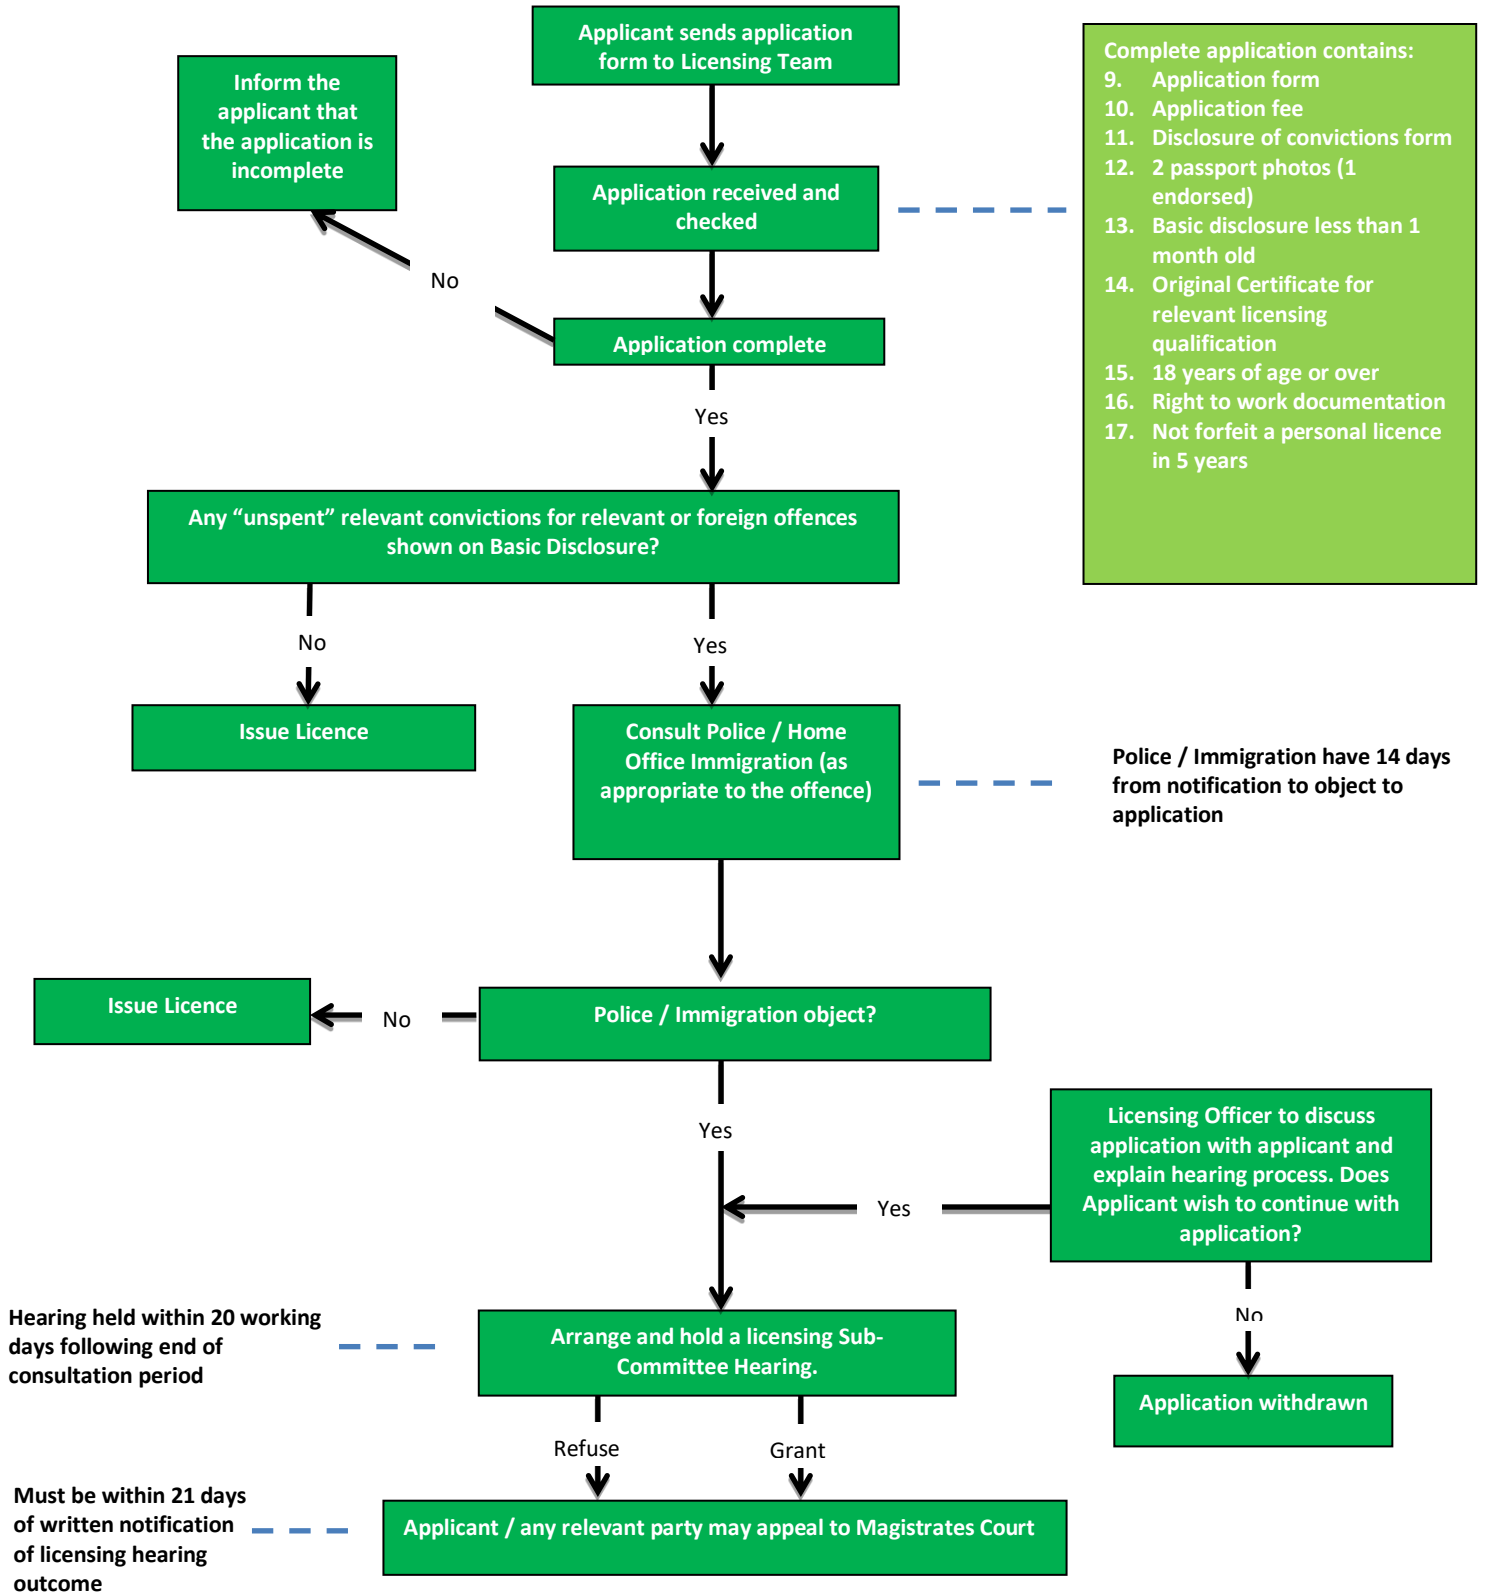 Applicant sends application
form to Licensing Team
Complete application contains:
9. Application form
10. Application fee
11. Disclosure of convictions form
12. 2 passport photos (1
endorsed)
13. Basic disclosure less than 1
month old
14. Original Certificate for
relevant licensing
qualification
15. 18 years of age or over
16. Right to work documentation
17. Not forfeit a personal licence
in 5 years
Inform the
applicant that
the application is
incomplete
Application received and
checked
No
Application complete
Yes
Any “unspent” relevant convictions for relevant or foreign offences
shown on Basic Disclosure?
No
Yes
Issue Licence
Consult Police / Home
Office Immigration (as
appropriate to the offence)
Police / Immigration have 14 days
from notification to object to
application
Issue Licence
No
Police / Immigration object?
Yes
Licensing Officer to discuss
application with applicant and
explain hearing process. Does
Applicant wish to continue with
application?
Yes
No
Hearing held within 20 working
days following end of
consultation period
Arrange and hold a licensing Sub-
Committee Hearing.
Application withdrawn
Refuse
Grant
Must be within 21 days
of written notification
of licensing hearing
outcome
Applicant / any relevant party may appeal to Magistrates Court